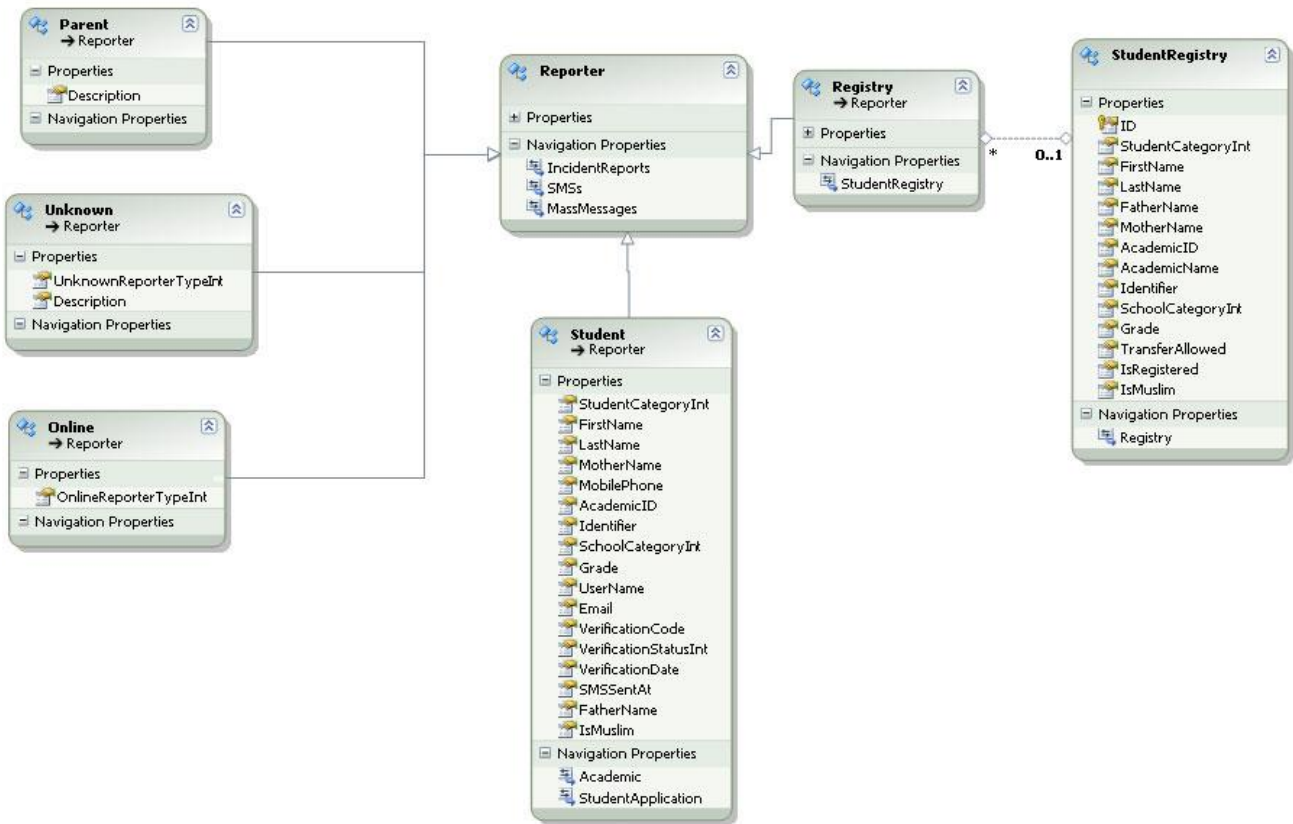 Parent
→ Reporter
Properties
Description
Navigation Properties
Unknown
→ Reporter
Properties
UnknownReporterTypeInt
Description
Navigation Properties
Online
→ Reporter
Properties
OnlineReporterTypeInt
Navigation Properties
Reporter
Properties
Navigation Properties
IncidentReports
SMSs
MassMessages
Student
→ Reporter
Properties
StudentCategoryInt
FirstName
LastName
MotherName
MobilePhone
AcademicID
Identifier
SchoolCategoryInt
Grade
UserName
Email
VerificationCode
VerificationStatusInt
VerificationDate
SMSSentAt
FatherName
IsMuslim
Navigation Properties
Academic
StudentApplication
Registry
→ Reporter
Properties
Navigation Properties
StudentRegistry
* 0..1
StudentRegistry
Properties
ID
StudentCategoryInt
FirstName
LastName
FatherName
MotherName
AcademicID
AcademicName
Identifier
SchoolCategoryInt
Grade
TransferAllowed
IsRegistered
IsMuslim
Navigation Properties
Registry